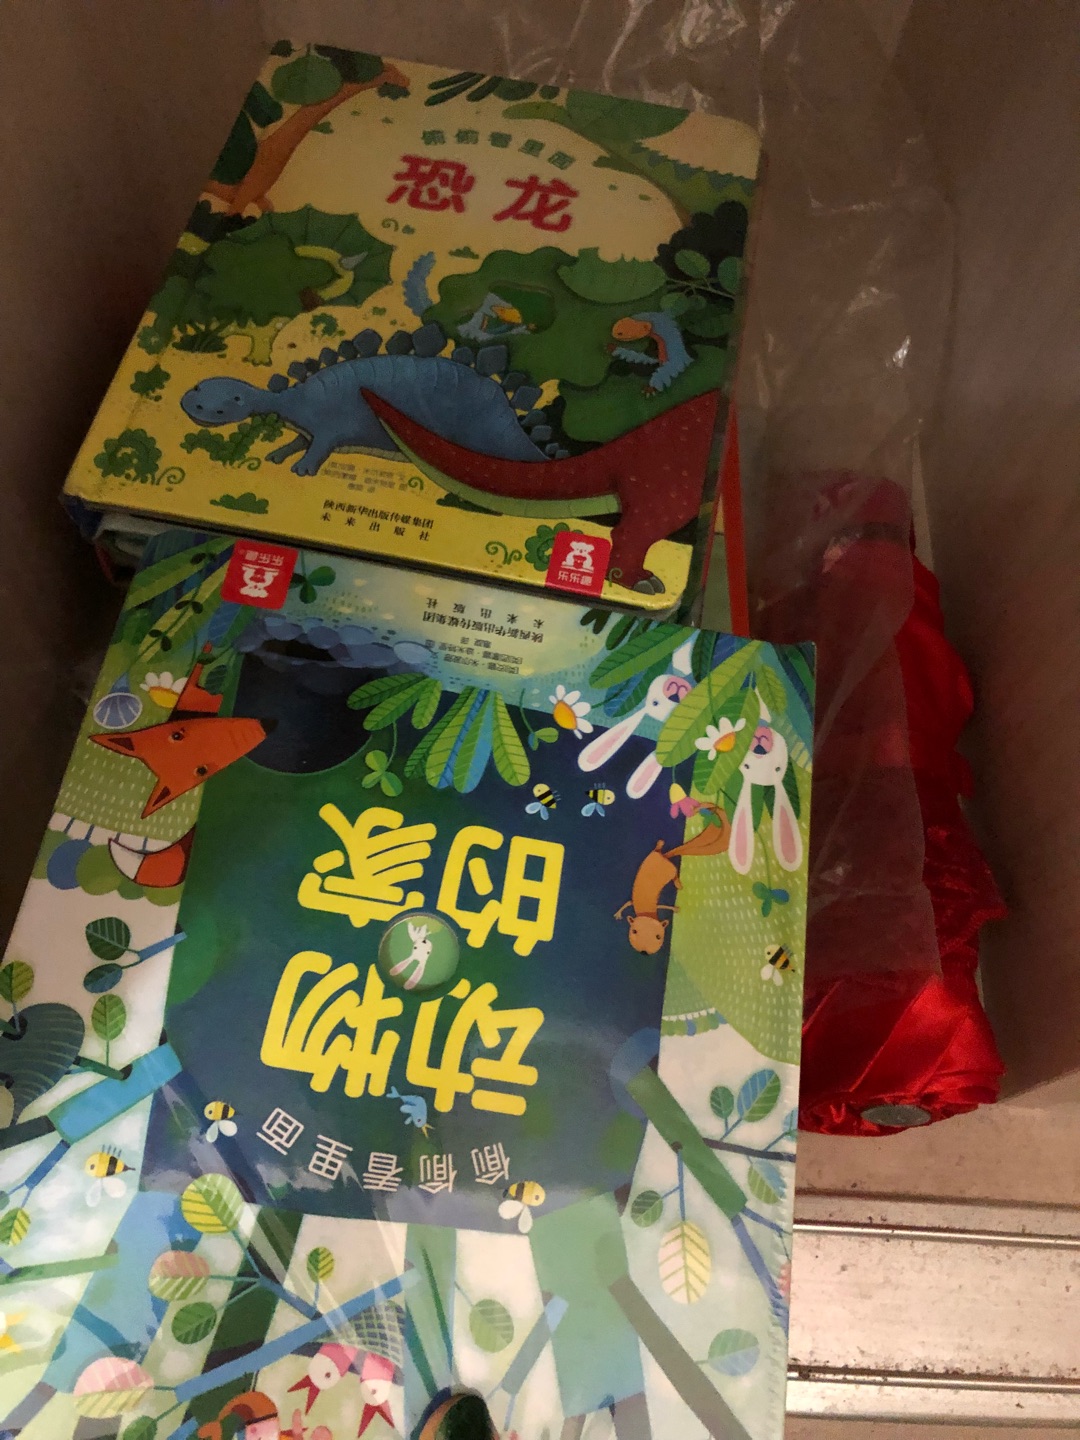 偷偷看里面
恐龙
陕西新华出版传媒集团
未来出版社
乐乐趣
乐乐趣
偷偷看里面
动物
的家
陕西新华出版传媒集团
未来出版社